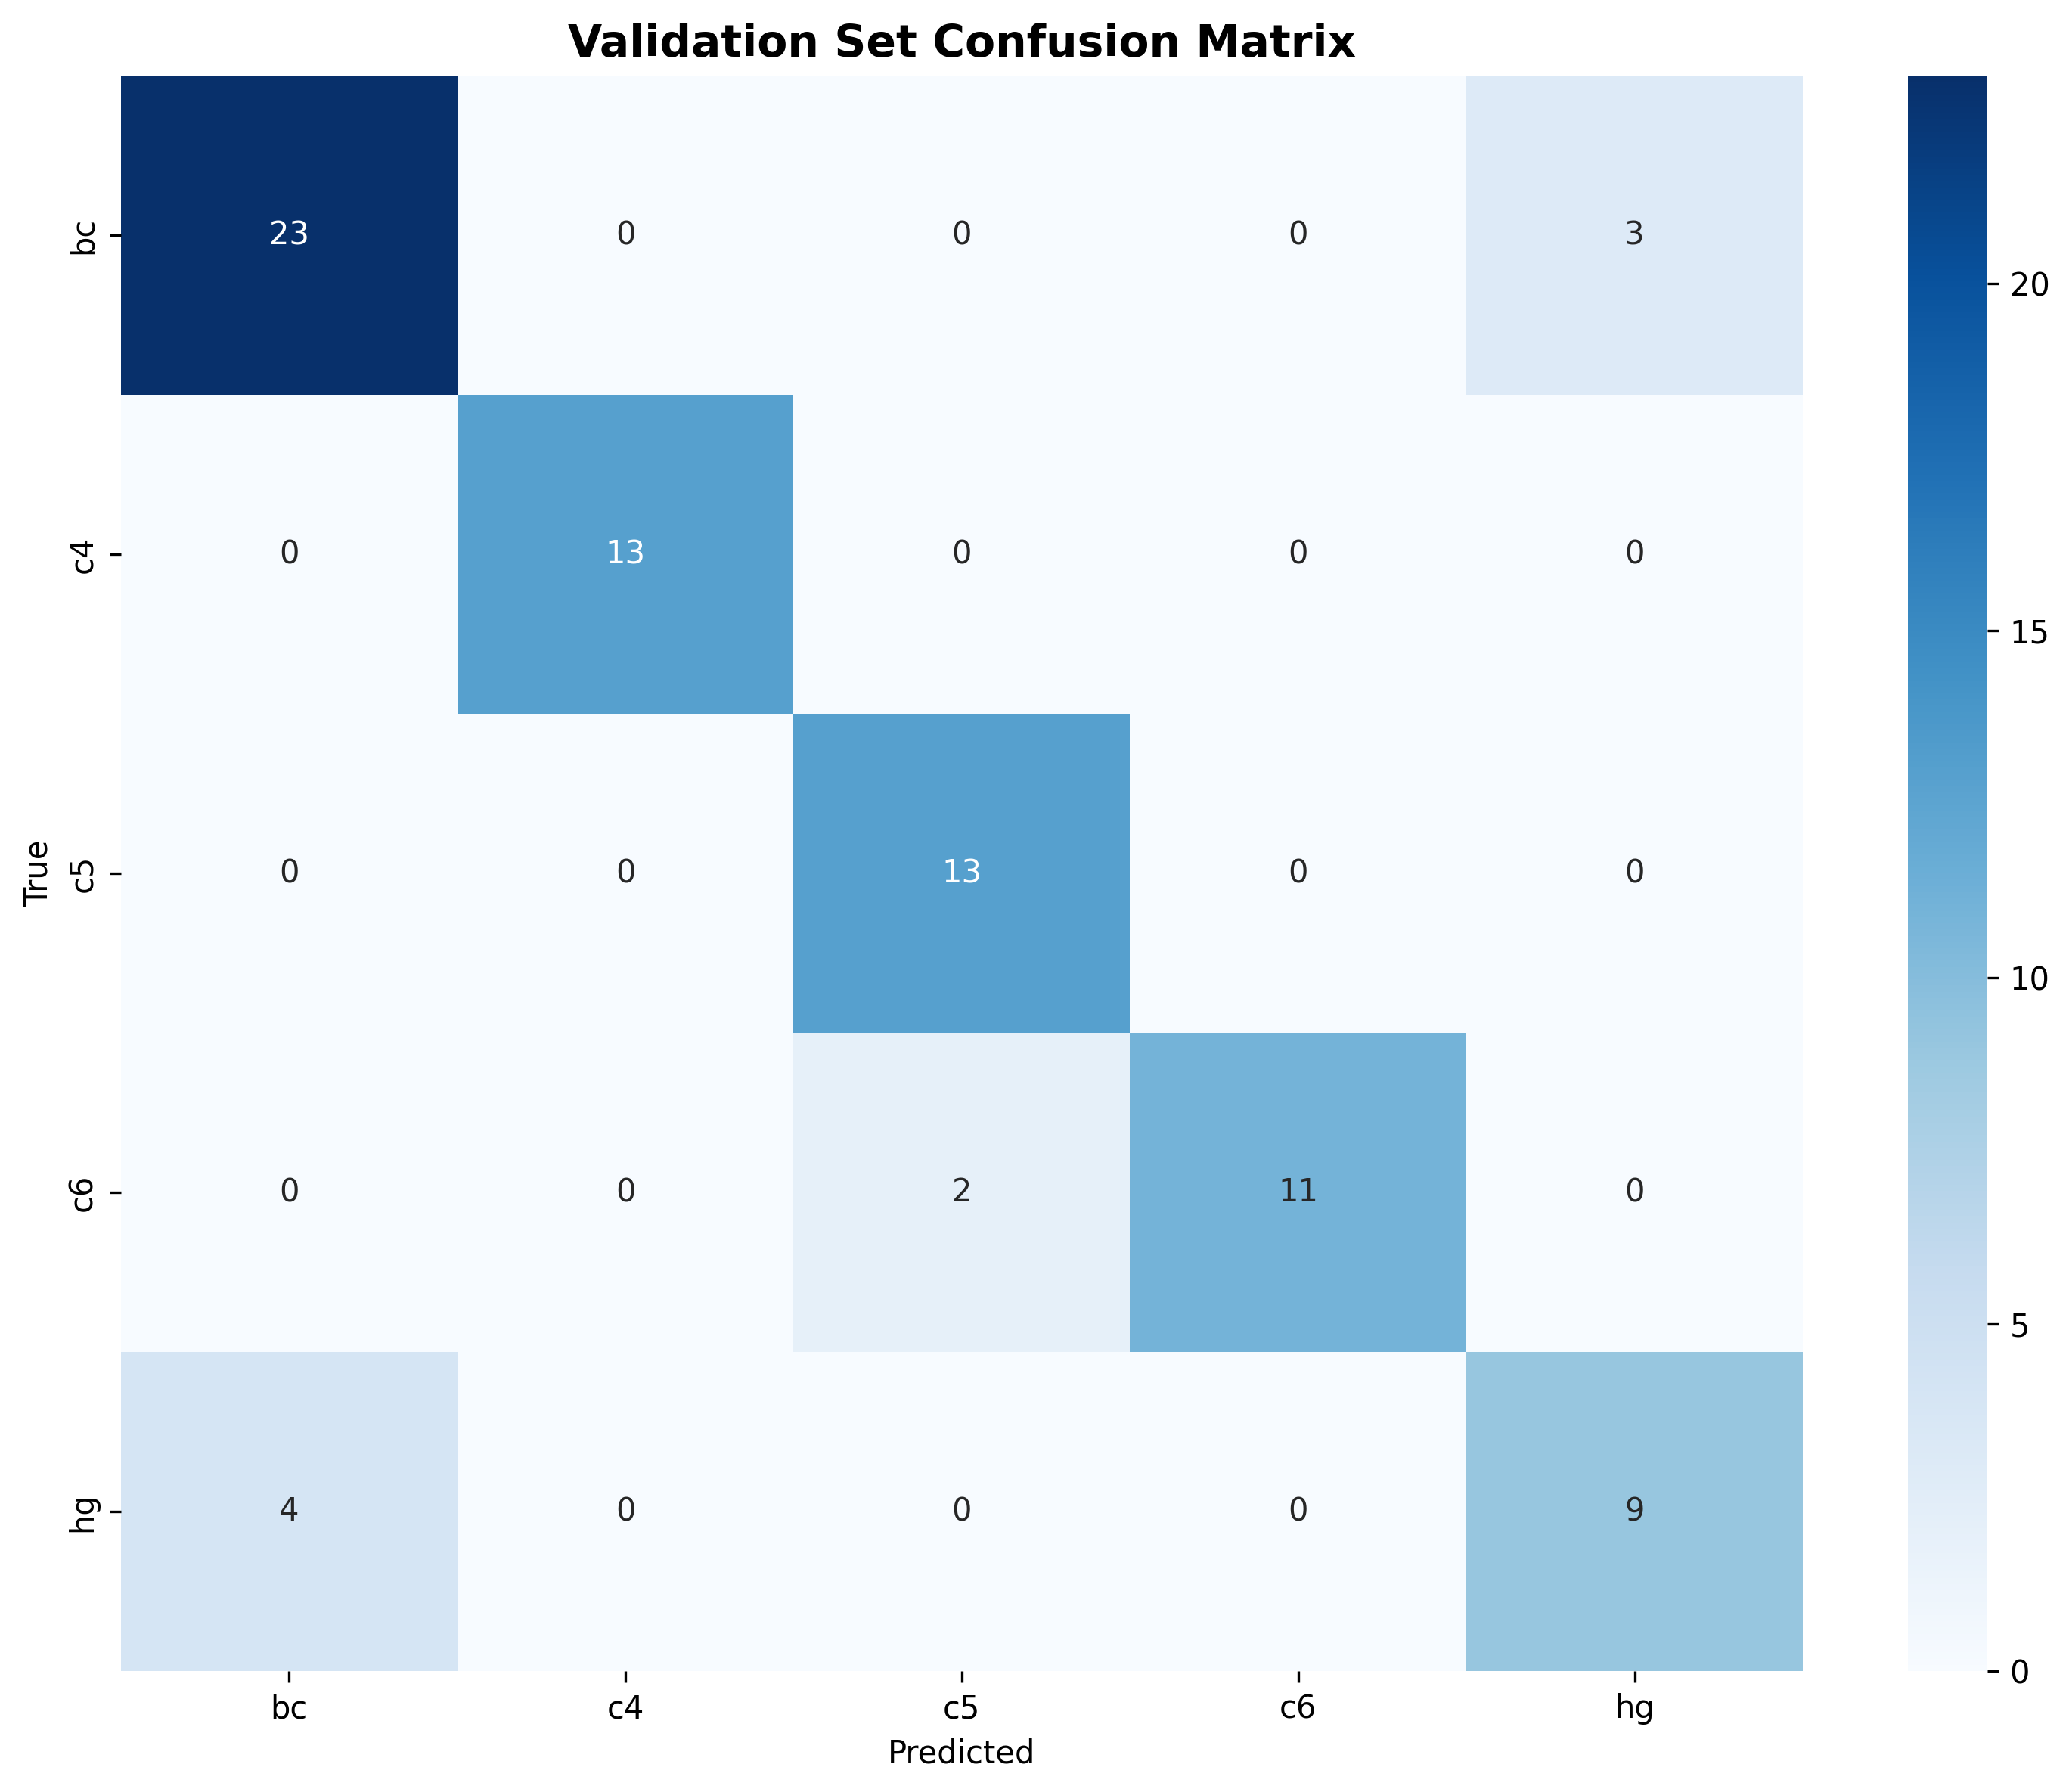 Validation Set Confusion Matrix
bc 23 0 0 0 3
c4 0 13 0 0 0
c5 0 0 13 0 0
c6 0 0 2 11 0
hg 4 0 0 0 9
True
bc c4 c5 c6 hg
Predicted
20
15
10
5
0